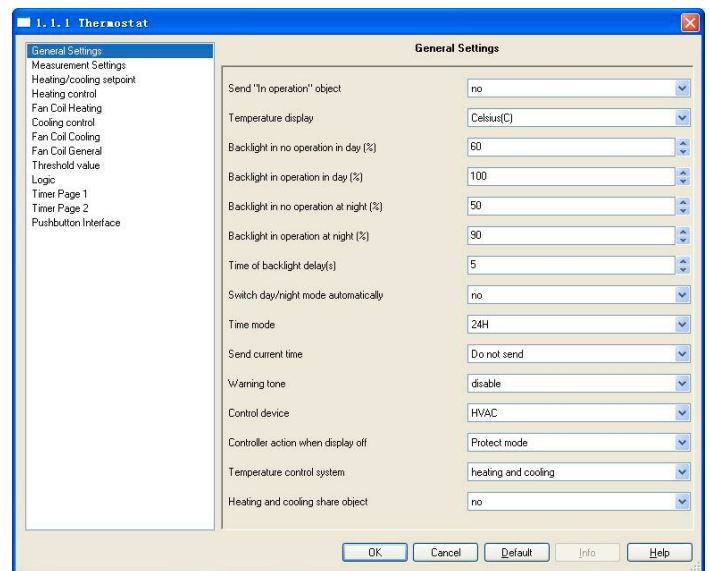 1.1.1 Thermostat
General Settings
Measurement Settings
Heating/cooling setpoint
Heating control
Fan Coil Heating
Cooling control
Fan Coil Cooling
Fan Coil General
Threshold value
Logic
Timer Page 1
Timer Page 2
Pushbutton Interface
General Settings
Send "In operation" object no
Temperature display Celsius(C)
Backlight in no operation in day (%) 60
Backlight in operation in day (%) 100
Backlight in no operation at night (%) 50
Backlight in operation at night (%) 90
Time of backlight delay(s) 5
Switch day/night mode automatically no
Time mode 24H
Send current time Do not send
Warning tone disable
Control device HVAC
Controller action when display off Protect mode
Temperature control system heating and cooling
Heating and cooling share object no
OK Cancel Default Info Help